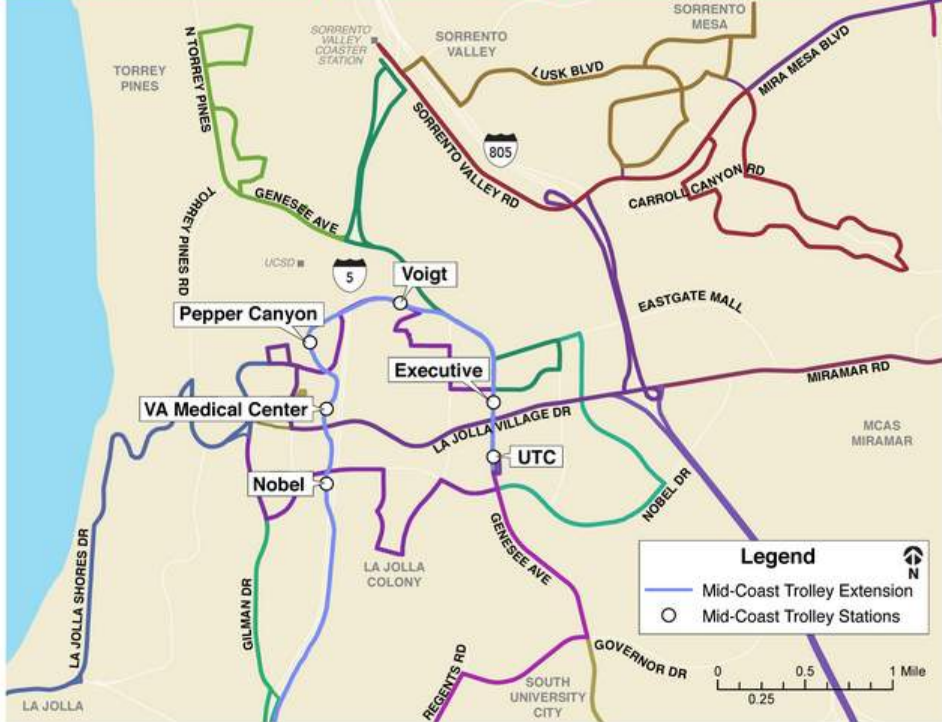 SORRENTO
VALLEY
COASTER
STATION
SORRENTO
VALLEY
SORRENTO
MESA
N TORREY PINES
TORREY
PINES
LUSK BLVD
MIRA MESA BLVD
SORRENTO VALLEY RD
805
CARROLL CANYON RD
TORREY PINES RD
GENESEE AVE
UCSD
5
Voigt
EASTGATE MALL
Pepper Canyon
Executive
MIRAMAR RD
VA Medical Center
LA JOLLA VILLAGE DR
MCAS
MIRAMAR
UTC
Nobel
NOBEL DR
GENESEE AVE
LA JOLLA SHORES DR
GILMAN DR
LA JOLLA
COLONY
Legend
N
Mid-Coast Trolley Extension
Mid-Coast Trolley Stations
GOVERNOR DR
REGENTS RD
SOUTH
UNIVERSITY
CITY
LA JOLLA
0 0.5 1 Mile
0.25